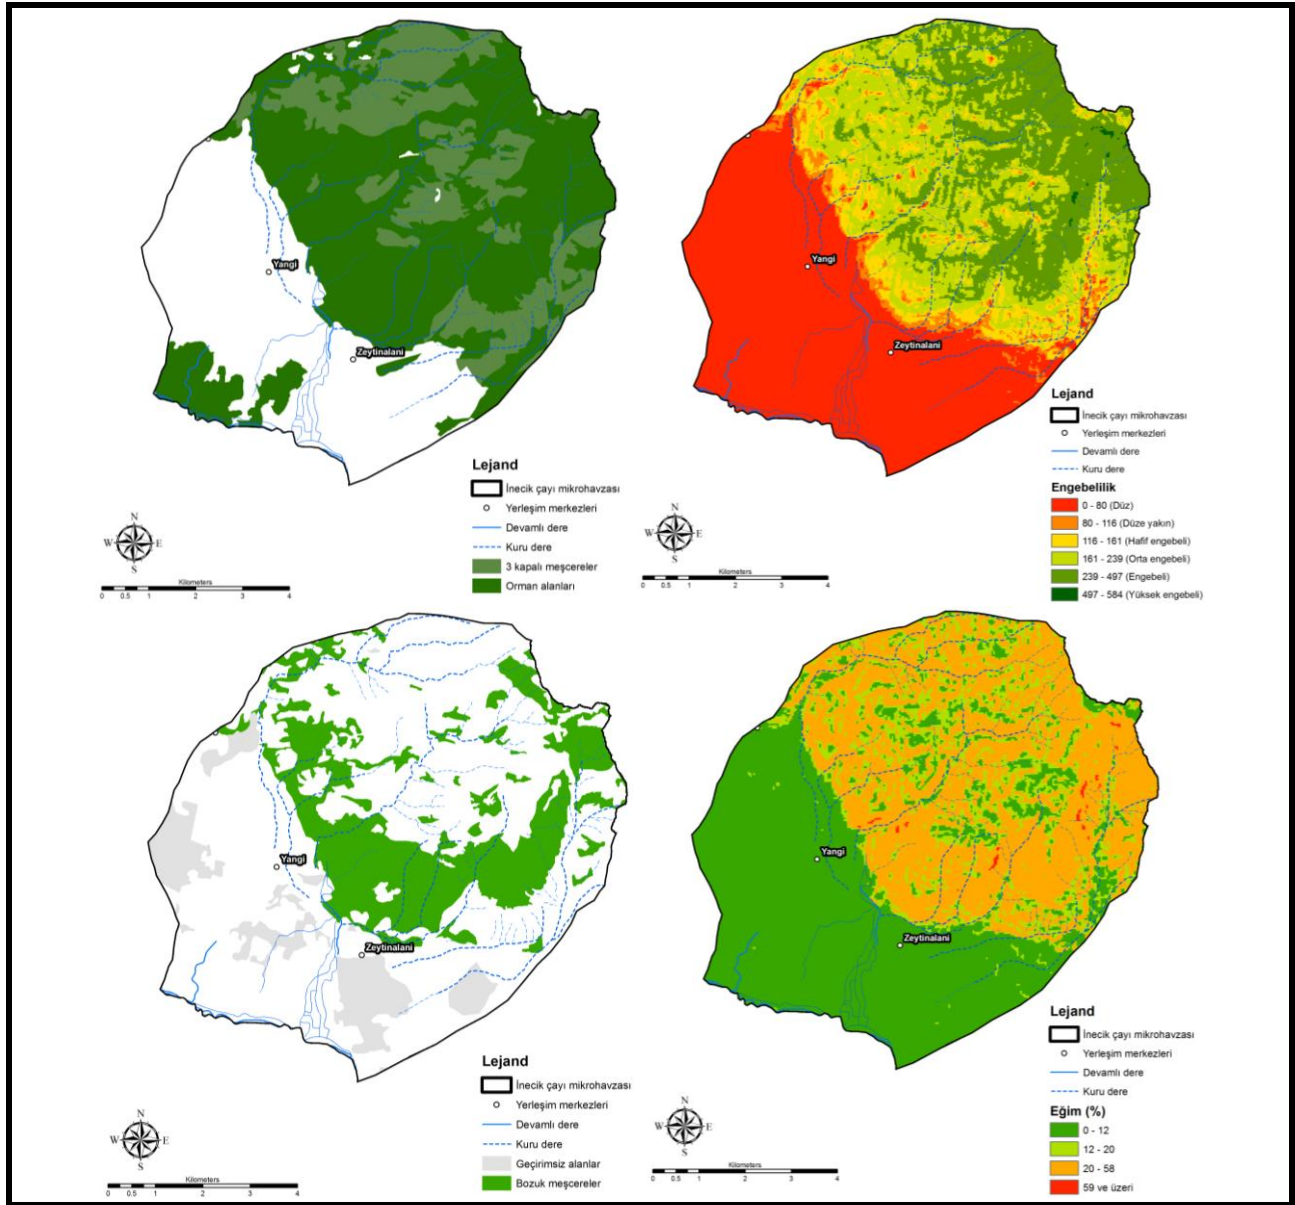 Yangi
Zeytinalani
Lejand
İnecik çayı mikrohavzası
Yerleşim merkezleri
Devamlı dere
Kuru dere
3 kapalı meşcereler
Orman alanları
N
W E
S
Kilometers
0 0.5 1 2 3 4
Yangi
Zeytinalani
Lejand
İnecik çayı mikrohavzası
Yerleşim merkezleri
Devamlı dere
Kuru dere
Engebelilik
0 - 80 (Düz)
80 - 116 (Düze yakın)
116 - 161 (Hafif engebeli)
161 - 239 (Orta engebeli)
239 - 497 (Engebeli)
497 - 584 (Yüksek engebeli)
N
W E
S
Kilometers
0 0.5 1 2 3 4
Yangi
Zeytinalani
Lejand
İnecik çayı mikrohavzası
Yerleşim merkezleri
Devamlı dere
Kuru dere
Geçirimsiz alanlar
Bozuk meşcereler
N
W E
S
Kilometers
0 0.5 1 2 3 4
Yangi
Zeytinalani
Lejand
İnecik çayı mikrohavzası
Yerleşim merkezleri
Devamlı dere
Kuru dere
Eğim (%)
0 - 12
12 - 20
20 - 58
59 ve üzeri
N
W E
S
Kilometers
0 0.5 1 2 3 4